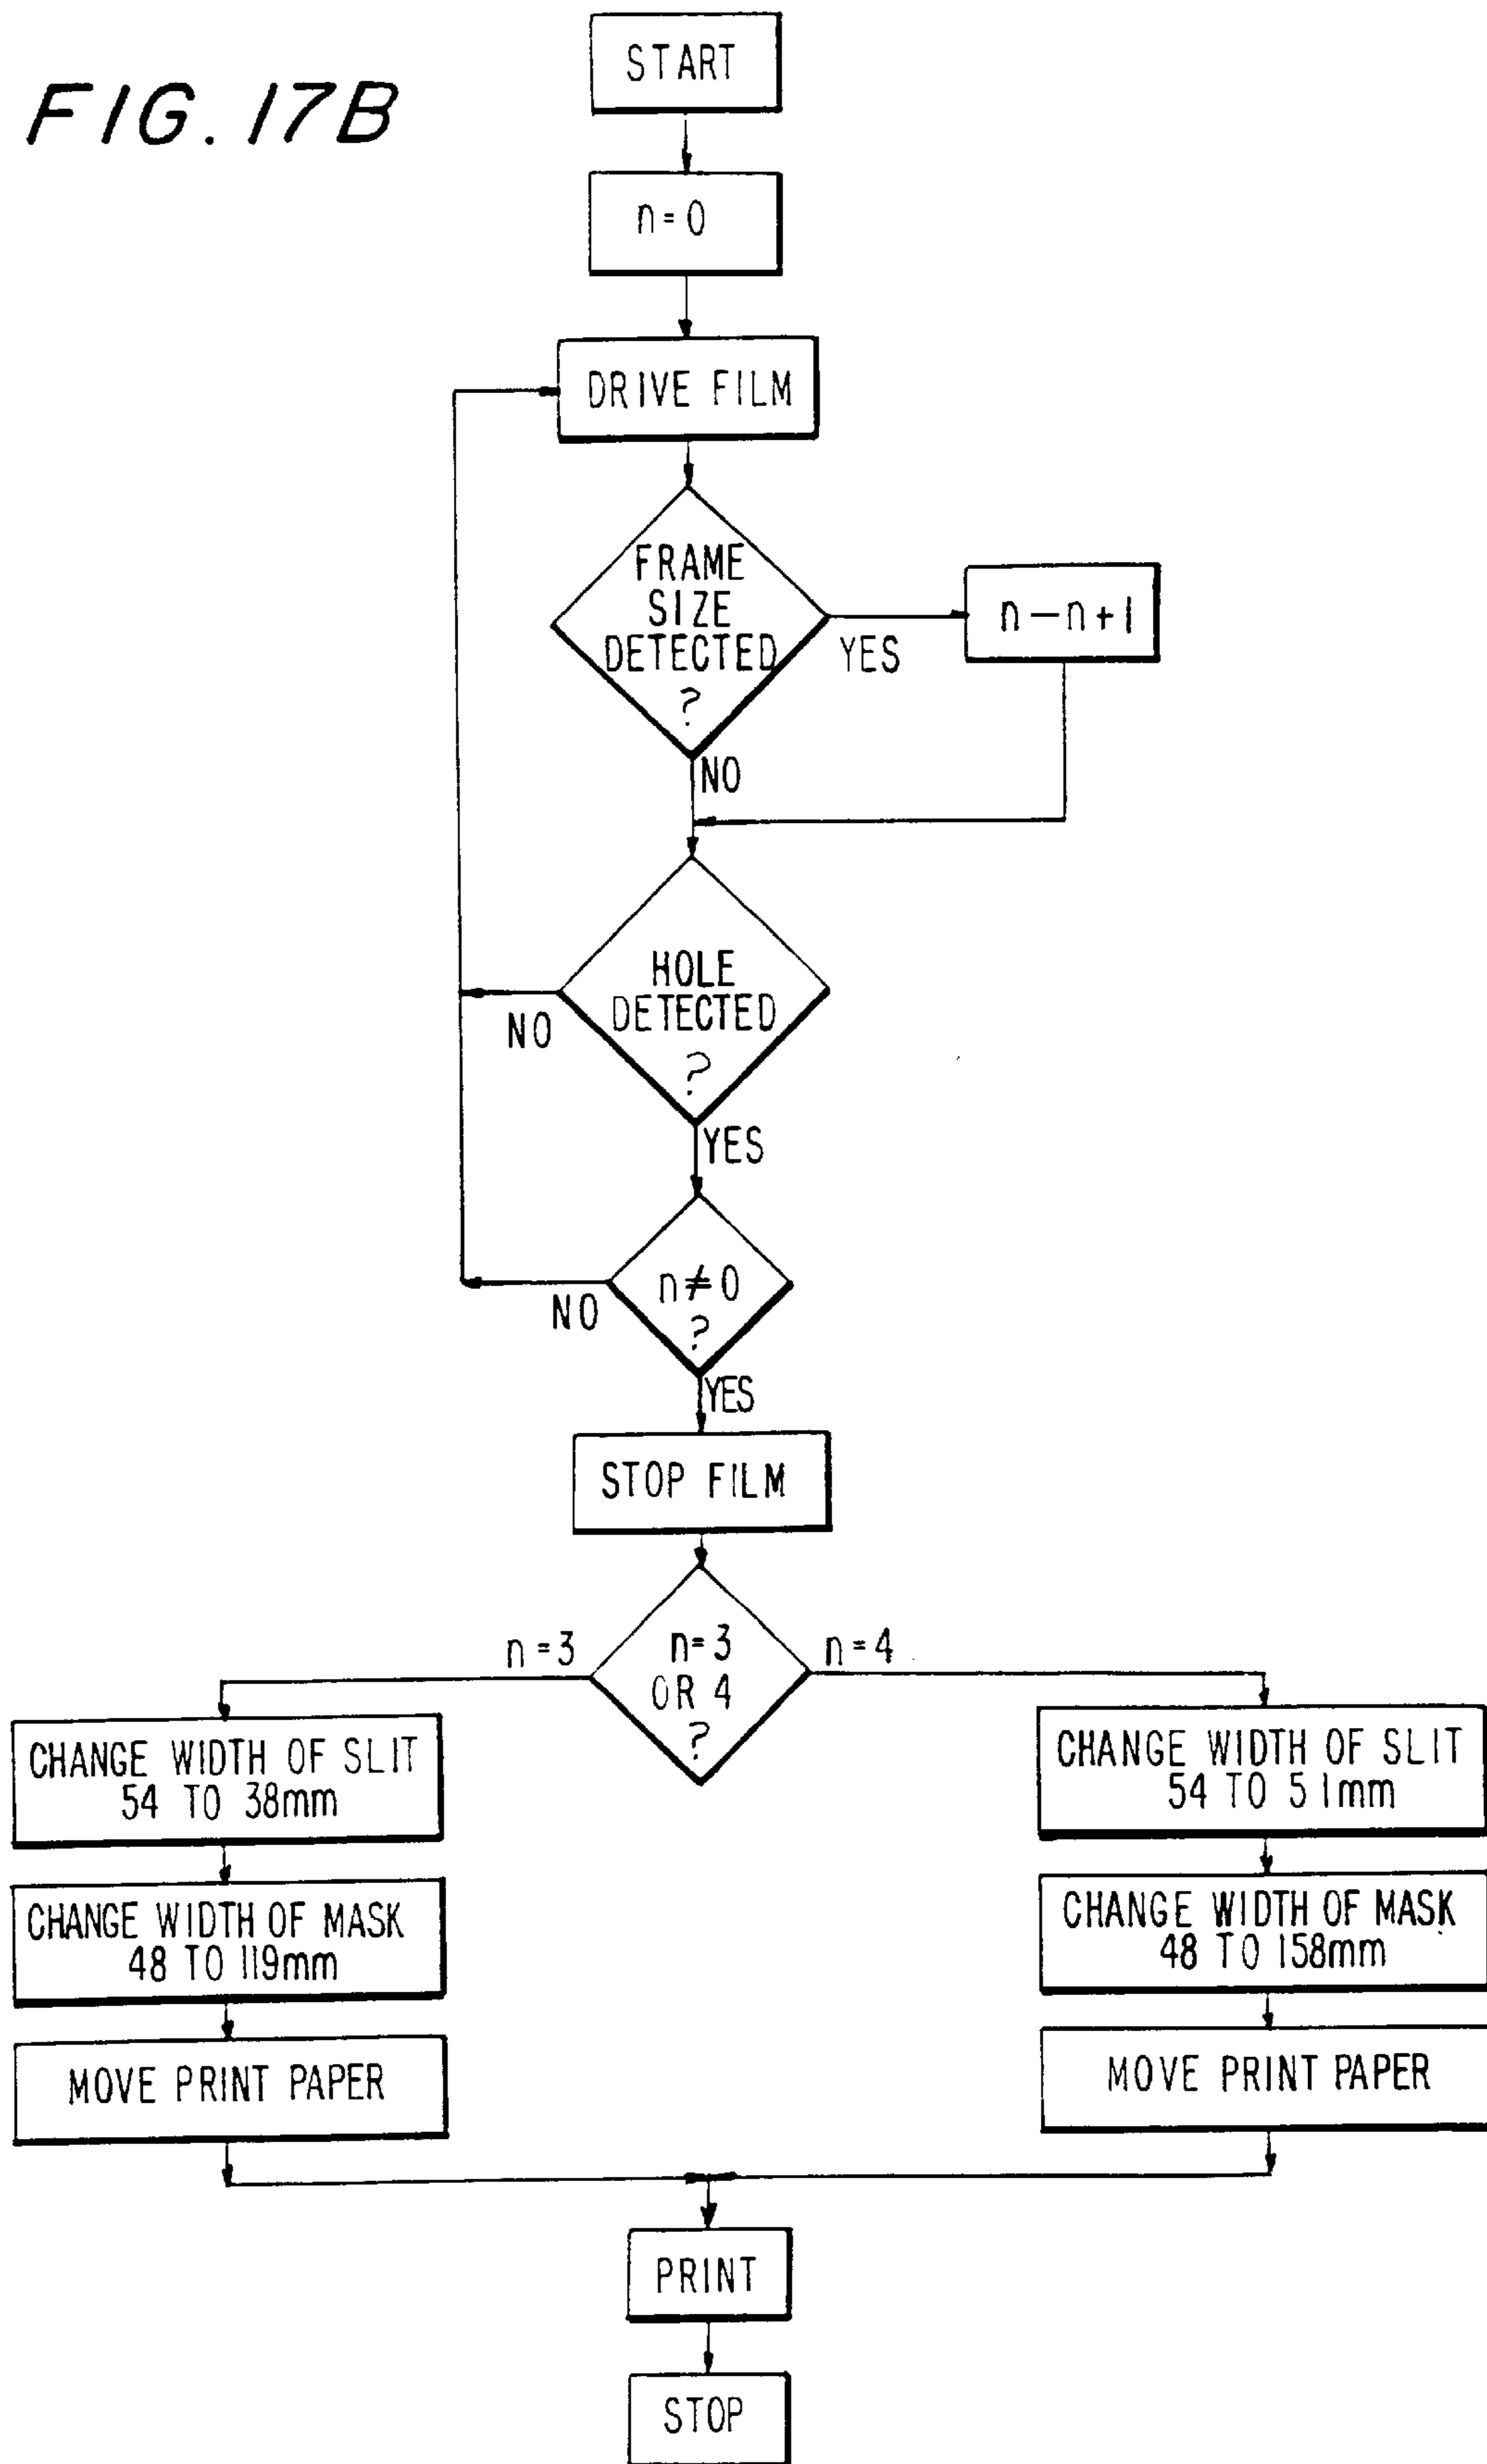 FIG. 17B
START
n=0
DRIVE FILM
FRAME
SIZE
DETECTED
?
YES
n—n+1
NO
HOLE
DETECTED
?
NO
YES
n≠0
?
NO
YES
STOP FILM
n=3
OR 4
?
n=3
n=4
CHANGE WIDTH OF SLIT
54 TO 38mm
CHANGE WIDTH OF SLIT
54 TO 51mm
CHANGE WIDTH OF MASK
48 TO 119mm
CHANGE WIDTH OF MASK
48 TO 158mm
MOVE PRINT PAPER
MOVE PRINT PAPER
PRINT
STOP